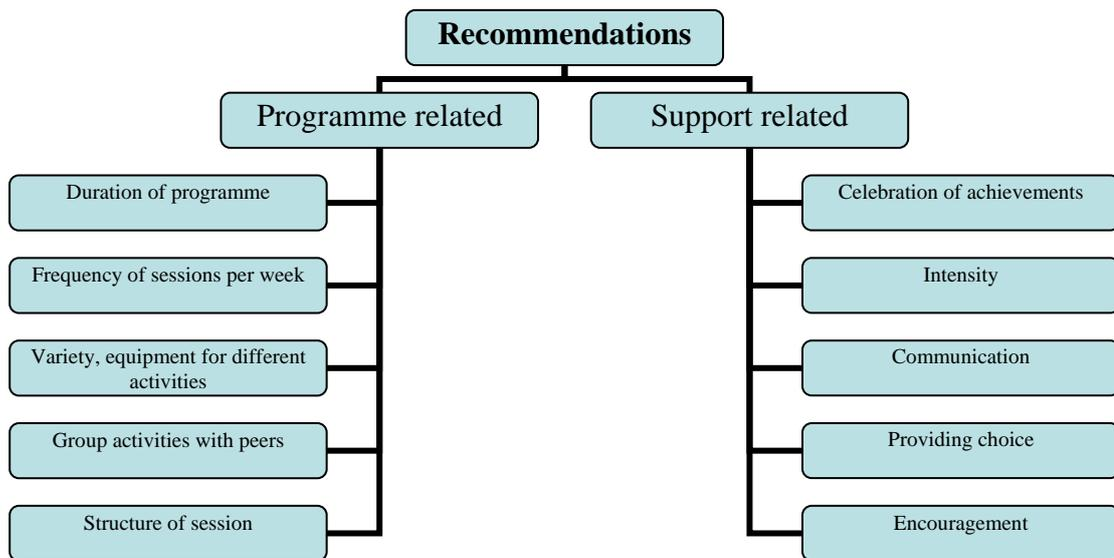 Recommendations
Programme related
Support related
Duration of programme
Frequency of sessions per week
Variety, equipment for different
activities
Group activities with peers
Structure of session
Celebration of achievements
Intensity
Communication
Providing choice
Encouragement